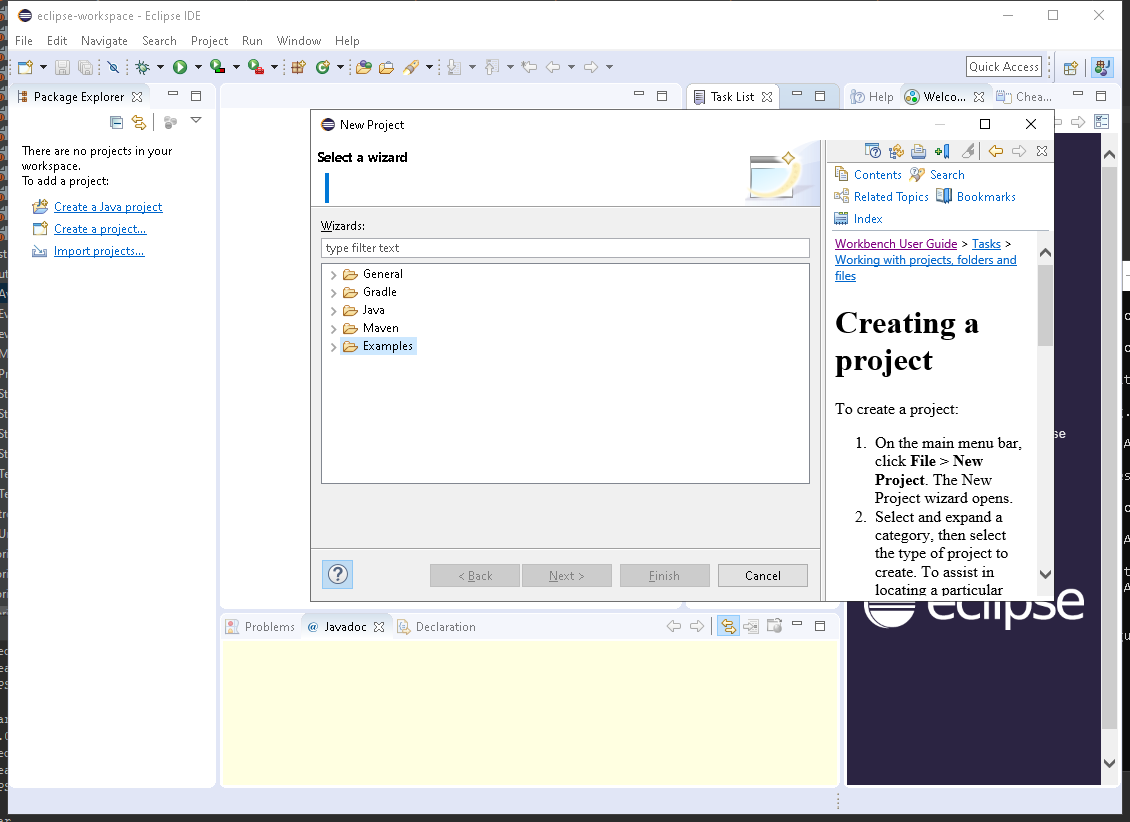 eclipse-workspace - Eclipse IDE
File Edit Navigate Search Project Run Window Help
Quick Access
Package Explorer
Task List
Help
Welco...
Chea...
There are no projects in your
workspace.
To add a project:
Create a Java project
Create a project...
Import projects...
New Project
Select a wizard
Wizards:
type filter text
General
Gradle
Java
Maven
Examples
< Back
Next >
Finish
Cancel
Contents
Search
Related Topics
Bookmarks
Index
Workbench User Guide > Tasks >
Working with projects, folders and
files
Creating a
project
To create a project:
1. On the main menu bar,
click File > New
Project. The New
Project wizard opens.
2. Select and expand a
category, then select
the type of project to
create. To assist in
locating a particular
eclipse
Problems
@ Javadoc
Declaration